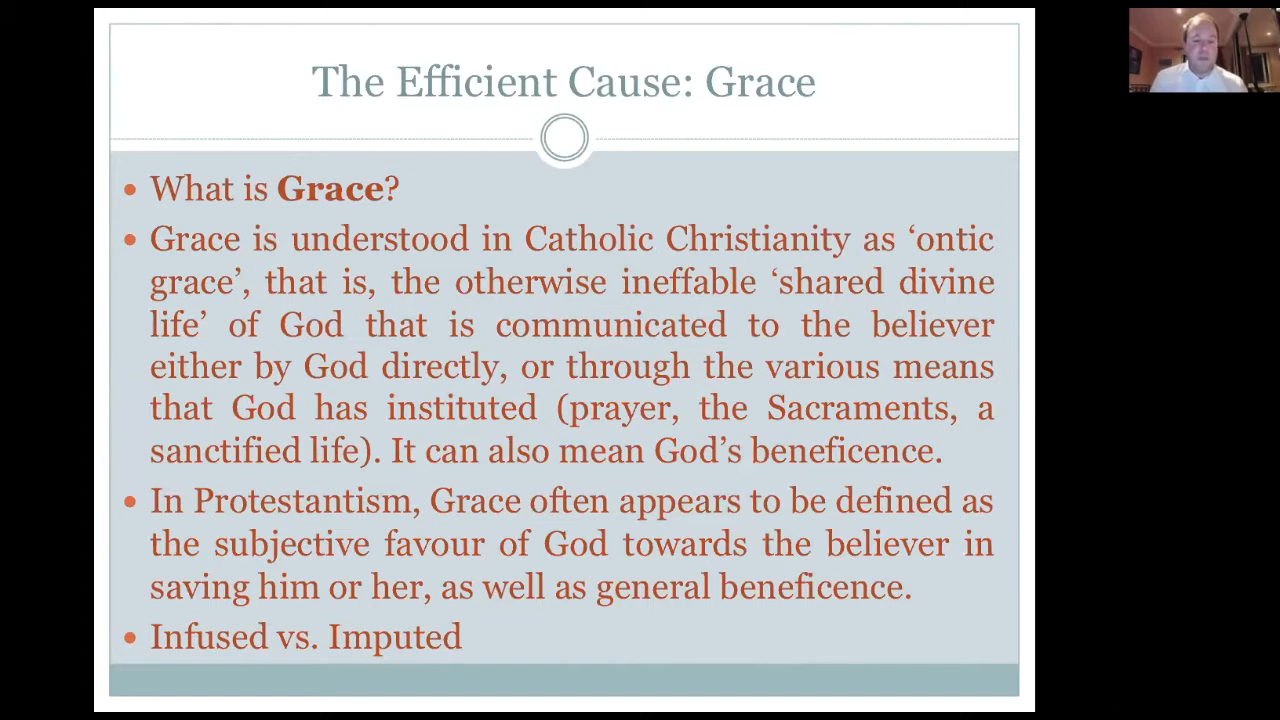 The Efficient Cause: Grace
• What is Grace?
• Grace is understood in Catholic Christianity as ‘ontic
grace’, that is, the otherwise ineffable ‘shared divine
life’ of God that is communicated to the believer
either by God directly, or through the various means
that God has instituted (prayer, the Sacraments, a
sanctified life). It can also mean God’s beneficence.
• In Protestantism, Grace often appears to be defined as
the subjective favour of God towards the believer in
saving him or her, as well as general beneficence.
• Infused vs. Imputed